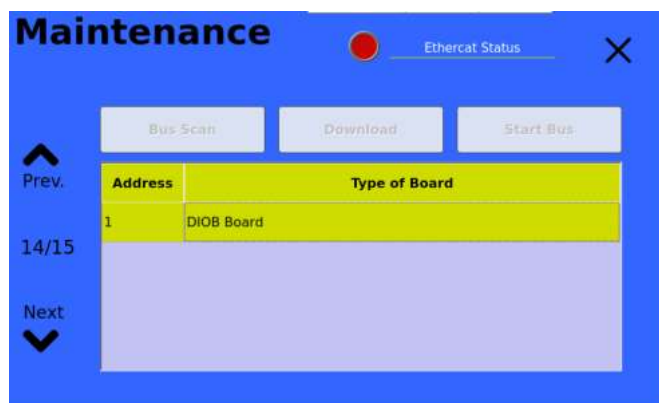 Maintenance
Ethercat Status
Bus Scan Download Start Bus
Prev.
Address Type of Board
1 DIOB Board
14/15
Next